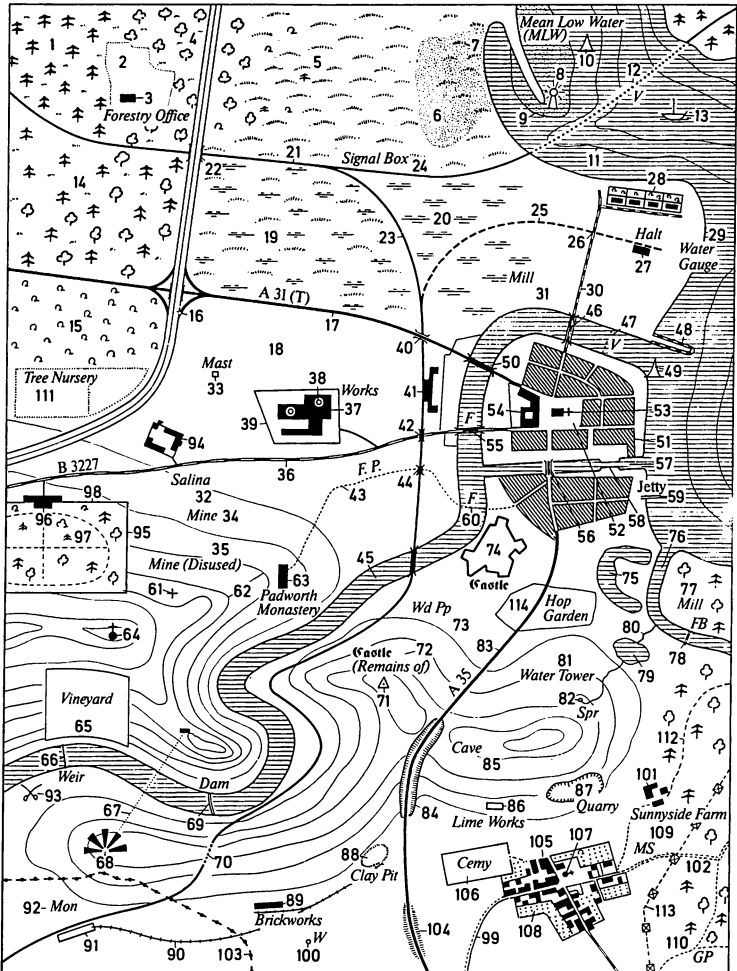 1
4
2
3
Forestry Office
5
6
7
Mean Low Water
(MLW)
10
8
9
12
V
13
11
14
22
21
Signal Box
24
28
20
25
26
Halt
27
29
Water
Gauge
19
23
Mill
31
30
46
47
48
15
16
A 31 (T)
17
18
40
50
V
49
Tree Nursery
111
Mast
33
38
Works
37
39
41
54
53
F
51
94
42
55
57
B 3227
36
F. P.
43
44
Salina
32
Jetty
59
98
96
97
95
Mine 34
F
60
58
52
56
35
Mine (Disused)
45
74
Castle
75
76
77
Mill
61
62
63
Padworth
Monastery
Wd Pp
73
114
Hop
Garden
80
FB
78
64
83
79
Castle
(Remains of)
72
71
A 35
81
Water Tower
82
Spr
Vineyard
65
112
66
Weir
Cave
85
93
67
Dam
69
84
86
Lime Works
87
Quarry
101
Sunnyside Farm
68
70
88
Clay Pit
Cemy
106
105
107
109
MS
102
92
Mon
89
Brickworks
108
113
91
90
103
W
100
104
99
110
GP